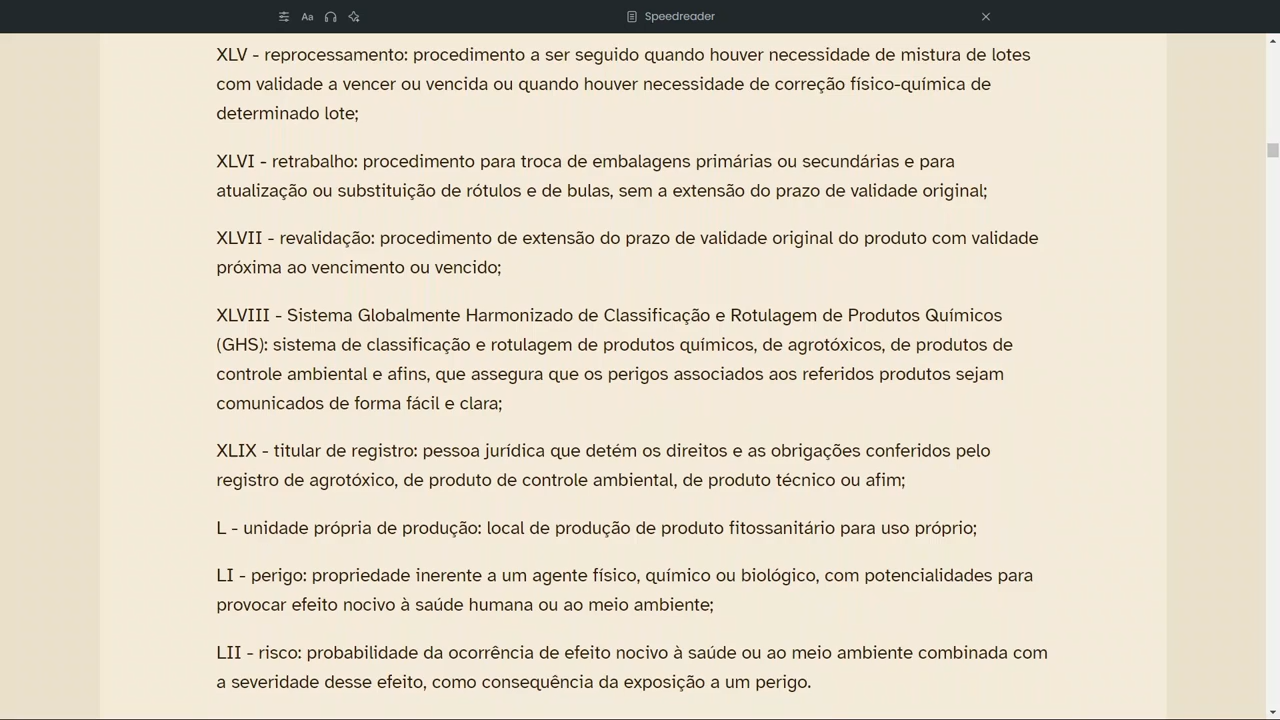 Aa
Speedreader
XLV - reprocessamento: procedimento a ser seguido quando houver necessidade de mistura de lotes
com validade a vencer ou vencida ou quando houver necessidade de correção físico-química de
determinado lote;
XLVI - retrabalho: procedimento para troca de embalagens primárias ou secundárias e para
atualização ou substituição de rótulos e de bulas, sem a extensão do prazo de validade original;
XLVII - revalidação: procedimento de extensão do prazo de validade original do produto com validade
próxima ao vencimento ou vencido;
XLVIII - Sistema Globalmente Harmonizado de Classificação e Rotulagem de Produtos Químicos
(GHS): sistema de classificação e rotulagem de produtos químicos, de agrotóxicos, de produtos de
controle ambiental e afins, que assegura que os perigos associados aos referidos produtos sejam
comunicados de forma fácil e clara;
XLIX - titular de registro: pessoa jurídica que detém os direitos e as obrigações conferidos pelo
registro de agrotóxico, de produto de controle ambiental, de produto técnico ou afim;
L - unidade própria de produção: local de produção de produto fitossanitário para uso próprio;
LI - perigo: propriedade inerente a um agente físico, químico ou biológico, com potencialidades para
provocar efeito nocivo à saúde humana ou ao meio ambiente;
LII - risco: probabilidade da ocorrência de efeito nocivo à saúde ou ao meio ambiente combinada com
a severidade desse efeito, como consequência da exposição a um perigo.